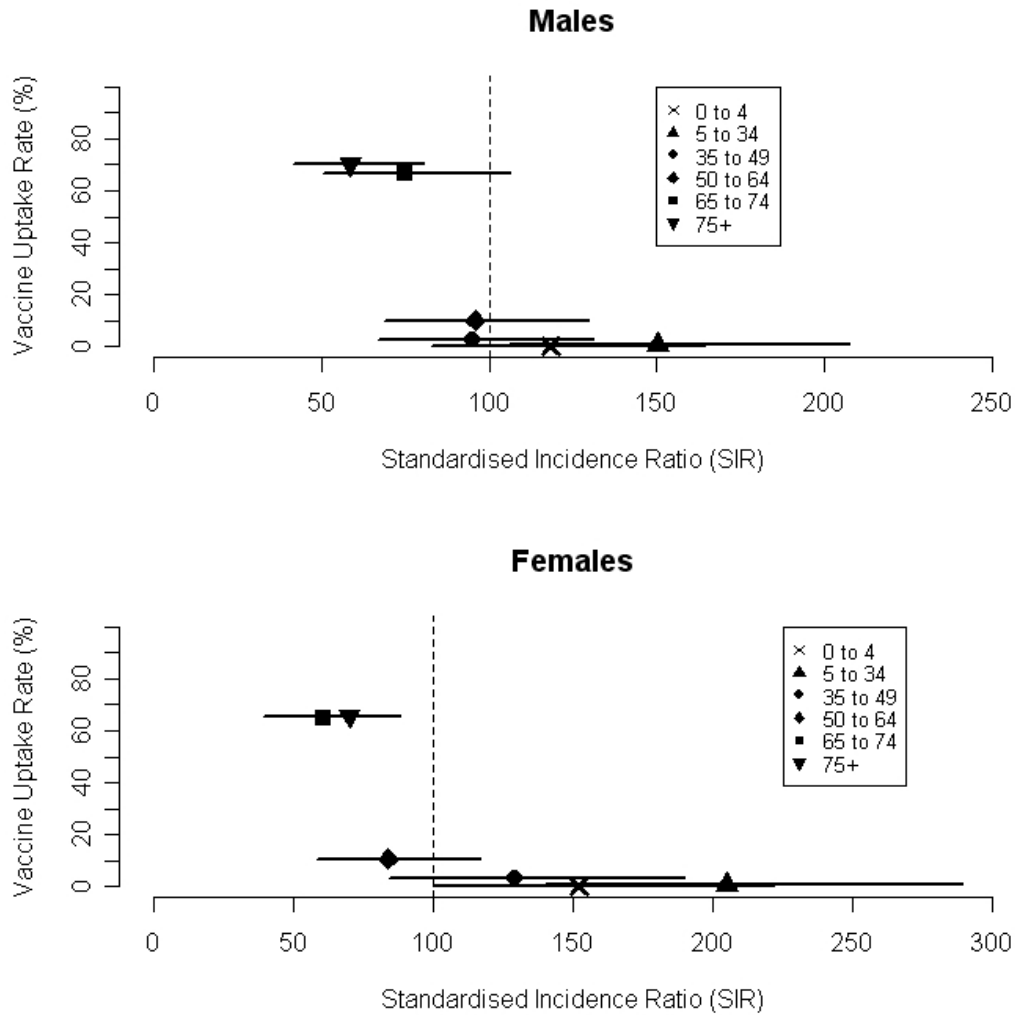 Males
Vaccine Uptake Rate (%)
80
60
40
20
0
0 to 4
5 to 34
35 to 49
50 to 64
65 to 74
75+
0 50 100 150 200 250
Standardised Incidence Ratio (SIR)
Females
Vaccine Uptake Rate (%)
80
60
40
20
0
0 to 4
5 to 34
35 to 49
50 to 64
65 to 74
75+
0 50 100 150 200 250 300
Standardised Incidence Ratio (SIR)